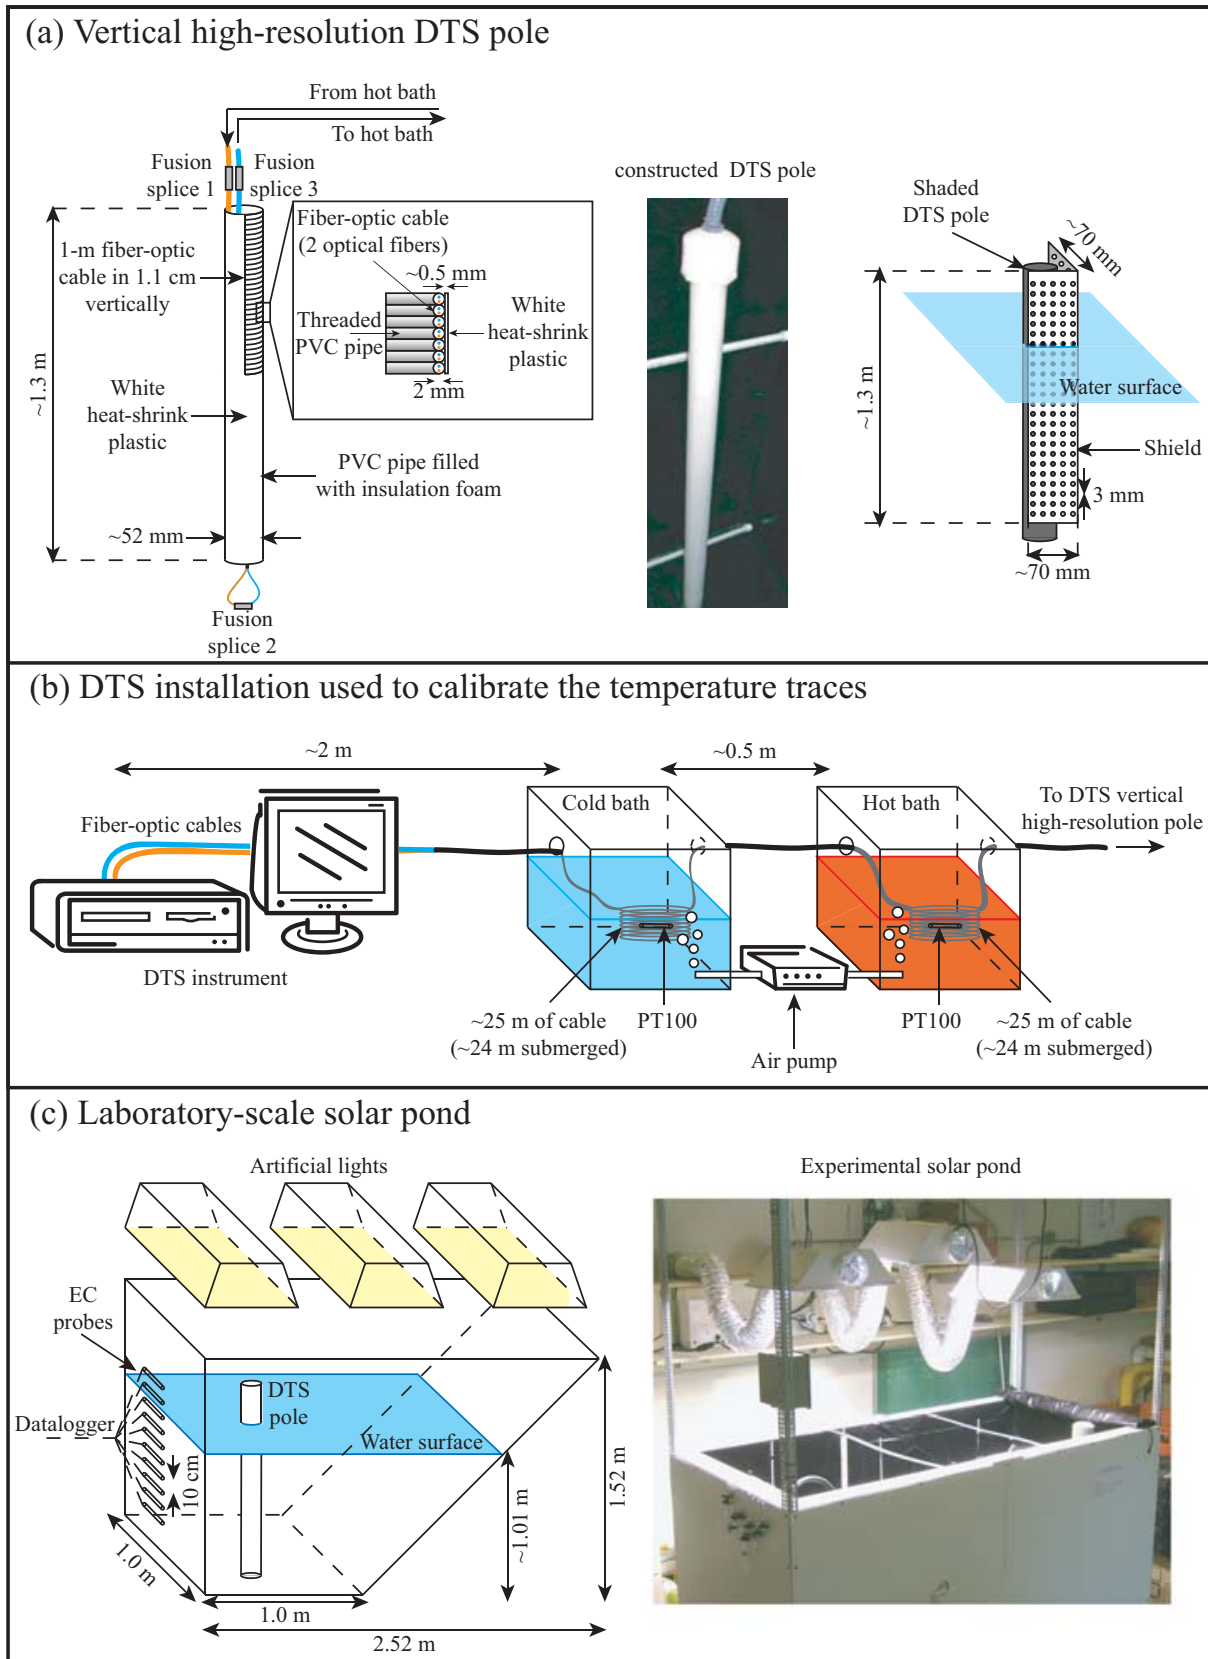 (a) Vertical high-resolution DTS pole
From hot bath
To hot bath
Fusion
splice 1
Fusion
splice 3
1-m fiber-optic
cable in 1.1 cm
vertically
~1.3 m
White
heat-shrink
plastic
~52 mm
PVC pipe filled
with insulation foam
Fusion
splice 2
Fiber-optic cable
(2 optical fibers)
~0.5 mm
Threaded
PVC pipe
White
heat-shrink
plastic
2 mm
constructed DTS pole
Shaded
DTS pole
~70 mm
~1.3 m
Water surface
Shield
3 mm
~70 mm
(b) DTS installation used to calibrate the temperature traces
~2 m
~0.5 m
Fiber-optic cables
Cold bath
Hot bath
To DTS vertical
high-resolution pole
DTS instrument
~25 m of cable
(~24 m submerged)
PT100
Air pump
PT100
~25 m of cable
(~24 m submerged)
(c) Laboratory-scale solar pond
Artificial lights
Experimental solar pond
EC
probes
Datalogger
DTS
pole
Water surface
10 cm
~1.01 m
1.52 m
1.0 m
1.0 m
2.52 m